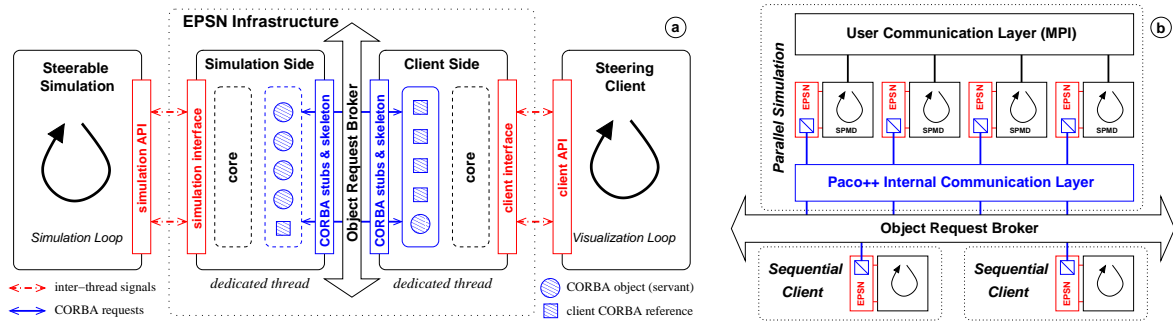 EPSN Infrastructure
a
Steerable
Simulation
Simulation Side
Client Side
Steering
Client
simulation API
simulation interface
core
CORBA stubs & skeleton
Object Request Broker
CORBA stubs & skeleton
core
client interface
client API
Simulation Loop
Visualization Loop
dedicated thread
dedicated thread
inter−thread signals
CORBA requests
CORBA object (servant)
client CORBA reference
b
Parallel Simulation
User Communication Layer (MPI)
EPSN
SPMD
EPSN
SPMD
EPSN
SPMD
EPSN
SPMD
Paco++ Internal Communication Layer
Object Request Broker
Sequential
Client
EPSN
Sequential
Client
EPSN